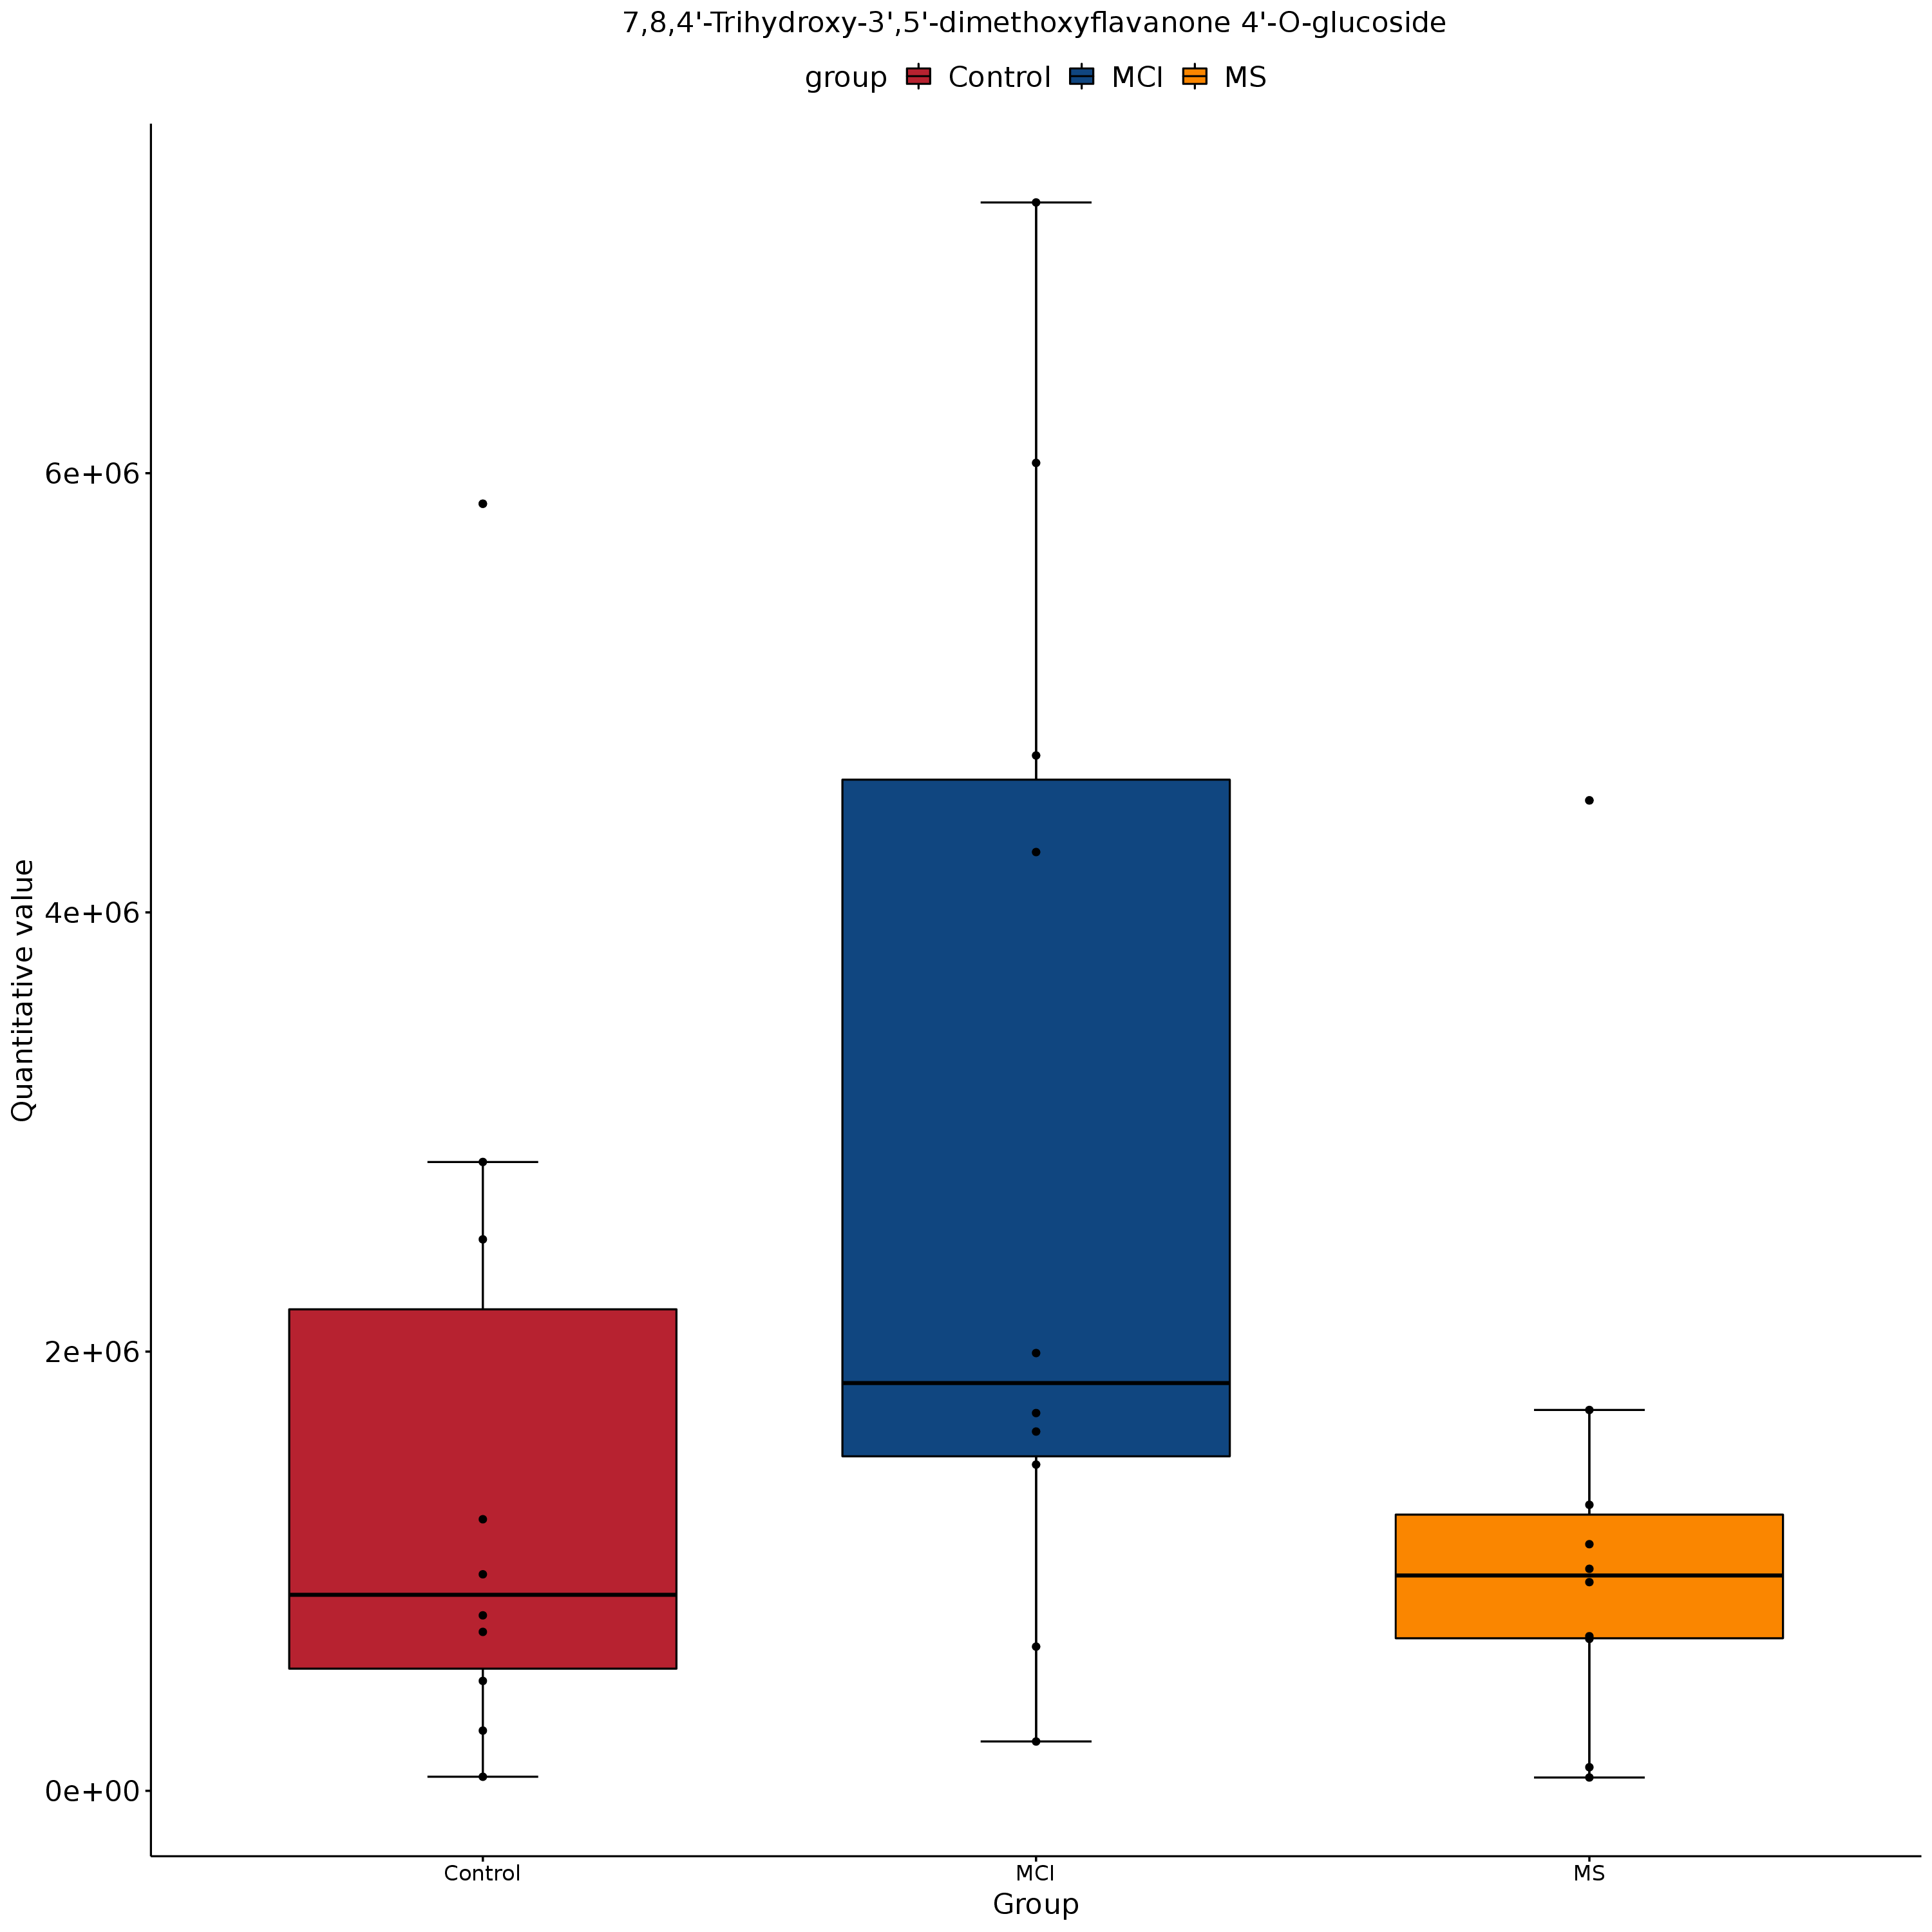 7,8,4'-Trihydroxy-3',5'-dimethoxyflavanone 4'-O-glucoside
group Control MCI MS
Quantitative value
6e+06
4e+06
2e+06
0e+00
Control MCI MS
Group